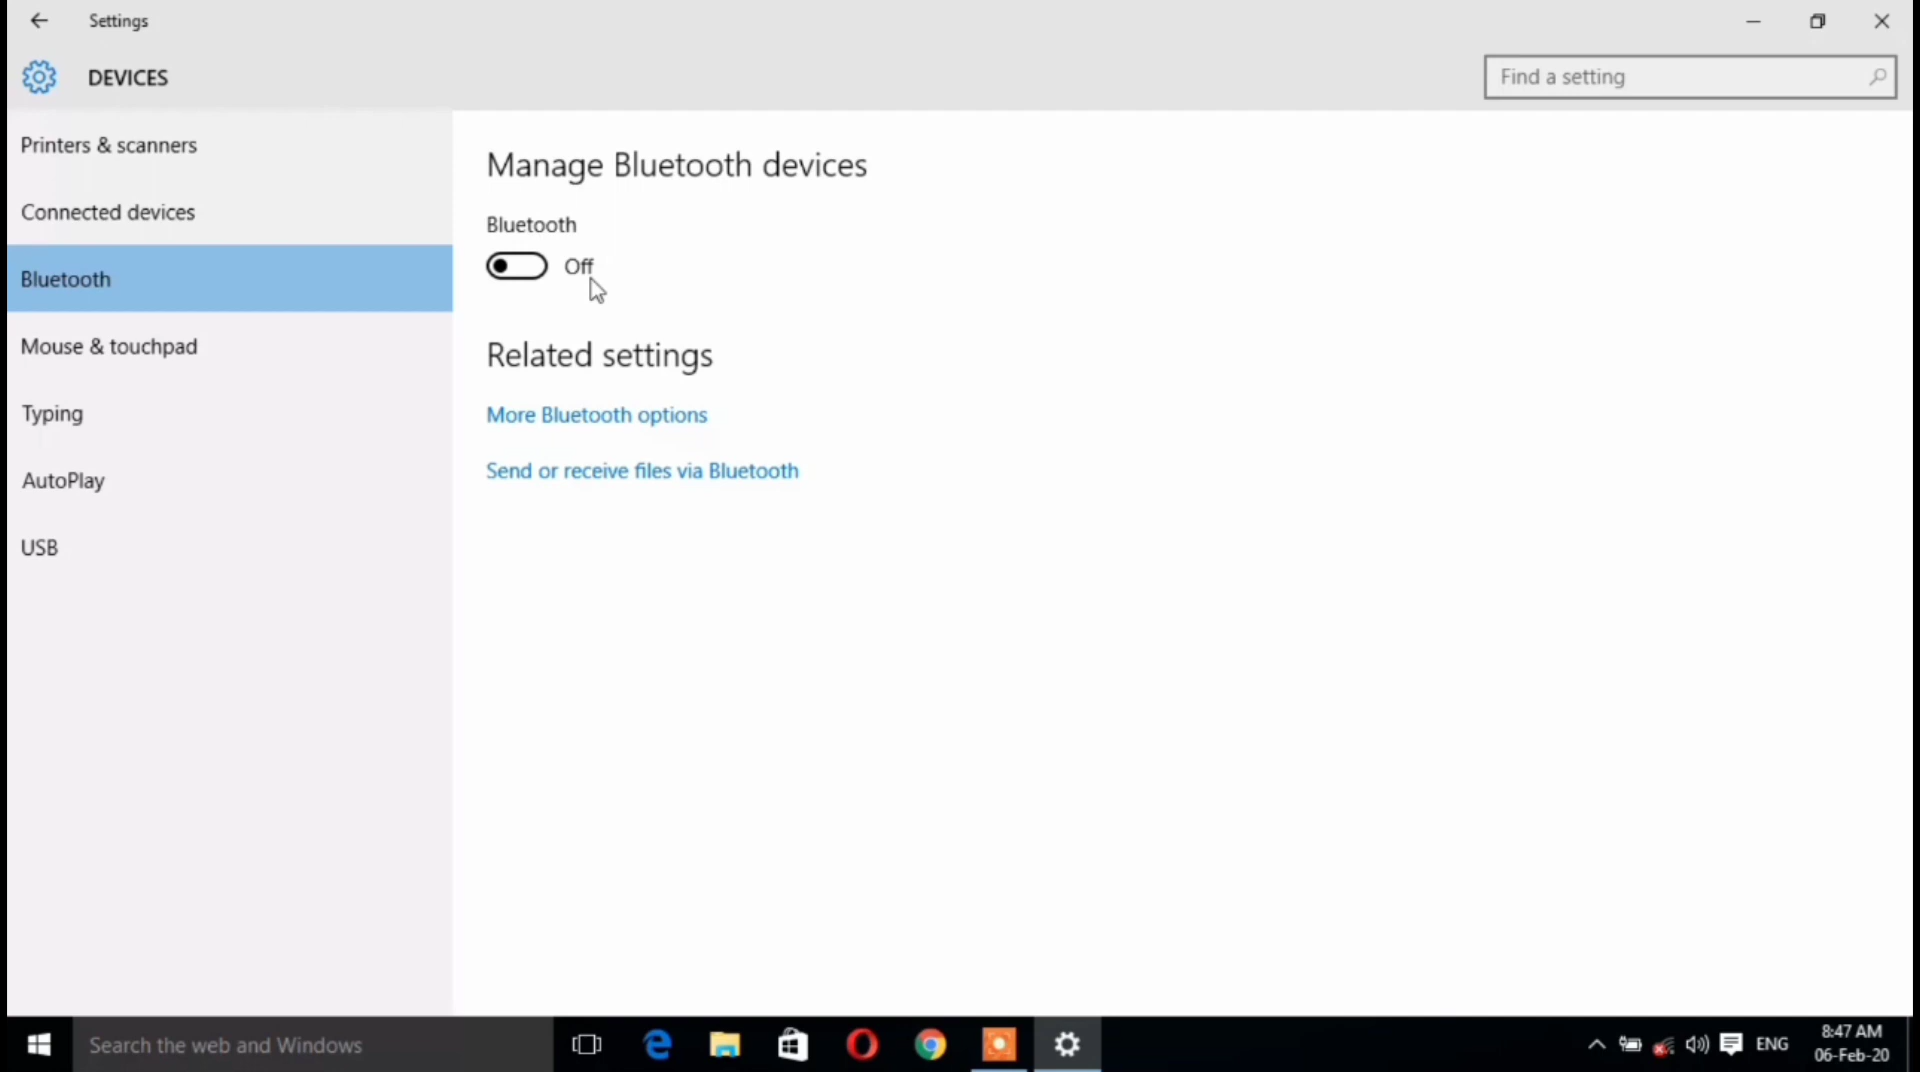 Settings
DEVICES
Find a setting
Printers & scanners
Connected devices
Bluetooth
Mouse & touchpad
Typing
AutoPlay
USB
Manage Bluetooth devices
Bluetooth
Off
Related settings
More Bluetooth options
Send or receive files via Bluetooth
Search the web and Windows
ENG
8:47 AM
06-Feb-20